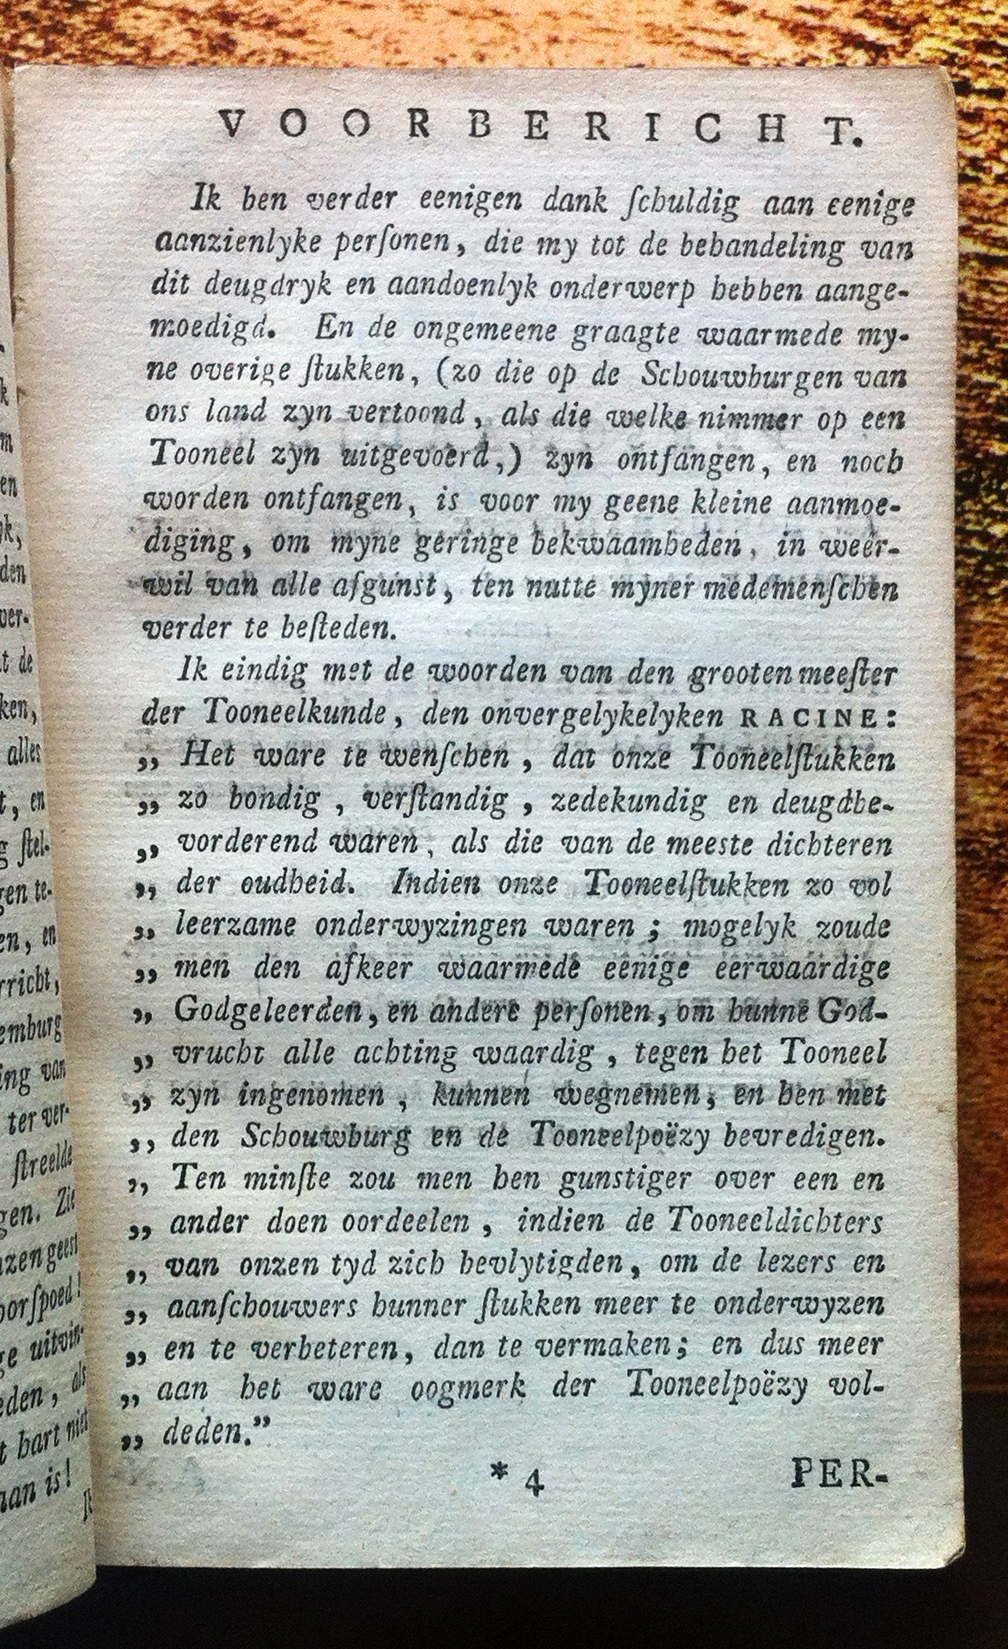 VOORBERICHT.
Ik ben verder eenigen dank ſchuldig aan eenige
aanzienlyke perſonen, die my tot de behandeling van
dit deugdryk en aandoenlyk onderwerp hebben aange-
moedigd. En de ongemeene graagte waarmede my-
ne overige ſtukken, (zo die op de Schouwburgen van
ons land zyn vertoond, als die welke nimmer op een
Tooneel zyn uitgevoerd,) zyn ontfangen, en noch
worden ontfangen, is voor my geene kleine aanmoe-
diging, om myne geringe bekwaamheden, in weêr-
wil van alle afgunst, ten nutte myner medemenſchen
verder te beſteden.
Ik eindig met de woorden van den grooten meeſter
der Tooneelkunde, den onvergelykelyken RACINE:
„ Het ware te wenſchen, dat onze Tooneelſtukken
„ zo bondig, verſtandig, zedekundig en deugdbe-
„ vorderend waren, als die van de meeste dichteren
„ der oudheid. Indien onze Tooneelſtukken zo vol
„ leerzame onderwyzingen waren; mogelyk zoude
„ men den afkeer waarmede eenige eerwaardige
„ Godgeleerden, en andere perſonen, om hunne God-
„ vrucht alle achting waardig, tegen het Tooneel
„ zyn ingenomen, kunnen wegnemen, en hen met
„ den Schouwburg en de Tooneelpoëzy bevredigen.
„ Ten minſte zou men hen gunstiger over een en
„ ander doen oordeelen, indien de Tooneeldichters
„ van onzen tyd zich bevlytigden, om de lezers en
„ aanſchouwers hunner ſtukken meer te onderwyzen
„ en te verbeteren, dan te vermaken; en dus meer
„ aan het ware oogmerk der Tooneelpoëzy vol-
„ deden.”
* 4 PER-